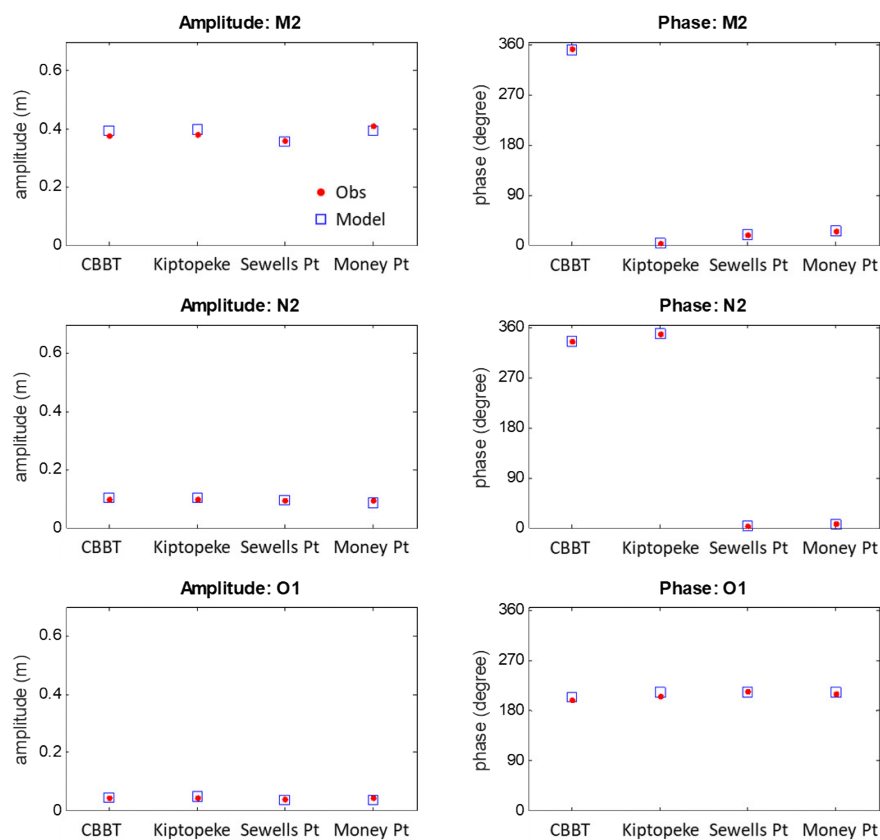 Amplitude: M2
0.6
0.4
0.2
0
amplitude (m)
Obs
Model
CBBT Kiptopeke Sewells Pt Money Pt
Phase: M2
360
270
180
90
0
phase (degree)
CBBT Kiptopeke Sewells Pt Money Pt
Amplitude: N2
0.6
0.4
0.2
0
amplitude (m)
CBBT Kiptopeke Sewells Pt Money Pt
Phase: N2
360
270
180
90
0
phase (degree)
CBBT Kiptopeke Sewells Pt Money Pt
Amplitude: O1
0.6
0.4
0.2
0
amplitude (m)
CBBT Kiptopeke Sewells Pt Money Pt
Phase: O1
360
270
180
90
0
phase (degree)
CBBT Kiptopeke Sewells Pt Money Pt